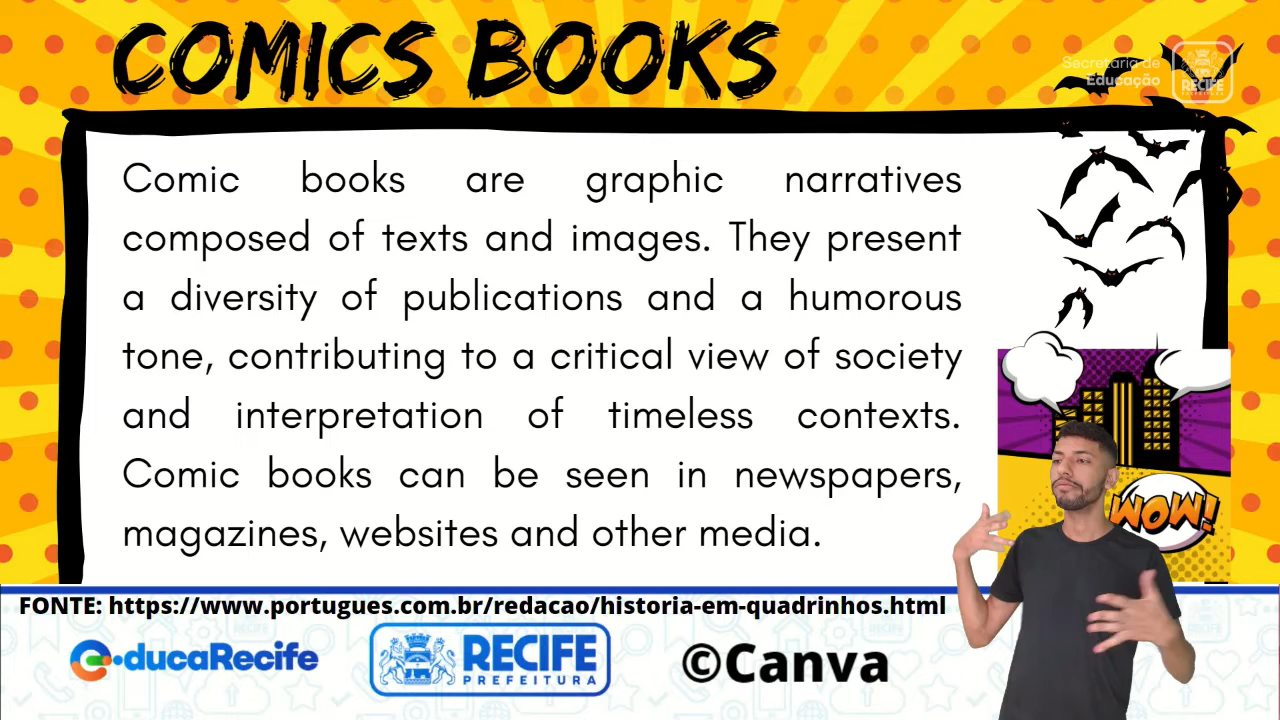 COMICS BOOKS
Secretaria de
Educação
RECIFE
PREFEITURA
Comic books are graphic narratives
composed of texts and images. They present
a diversity of publications and a humorous
tone, contributing to a critical view of society
and interpretation of timeless contexts.
Comic books can be seen in newspapers,
magazines, websites and other media.
WOW!
FONTE: https://www.portugues.com.br/redacao/historia-em-quadrinhos.html
EducaRecife
RECIFE
PREFEITURA
©Canva